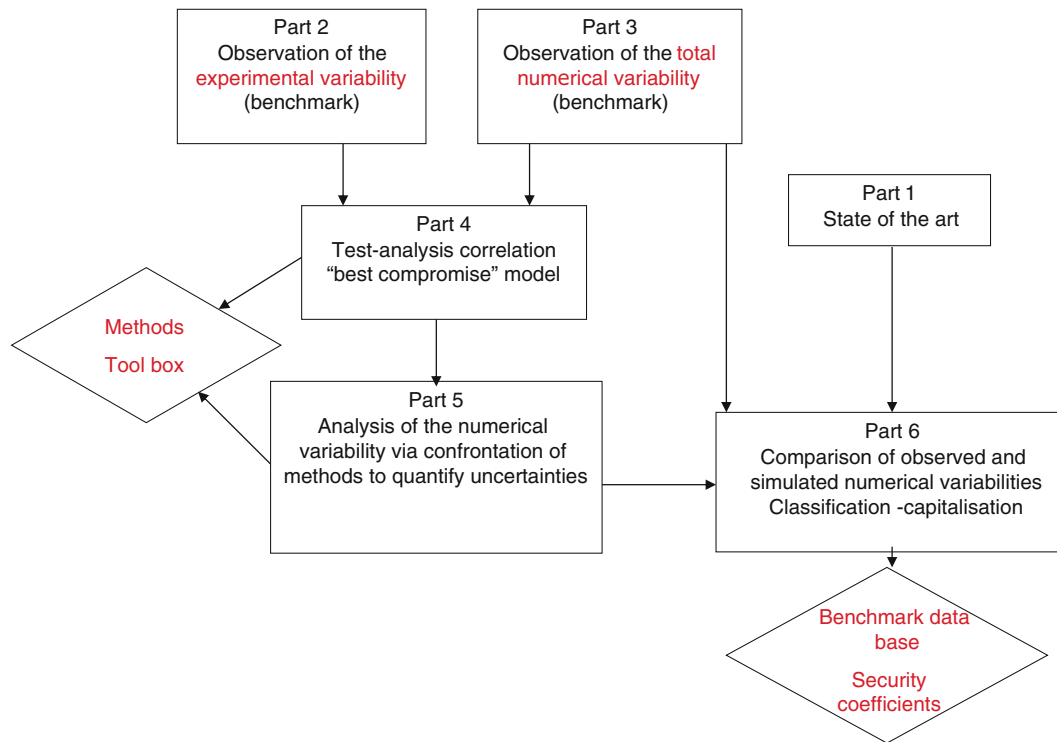 Part 2
Observation of the
experimental variability
(benchmark)
Part 3
Observation of the total
numerical variability
(benchmark)
Part 1
State of the art
Part 4
Test-analysis correlation
“best compromise” model
Methods
Tool box
Part 5
Analysis of the numerical
variability via confrontation of
methods to quantify uncertainties
Part 6
Comparison of observed and
simulated numerical variabilities
Classification -capitalisation
Benchmark data
base
Security
coefficients